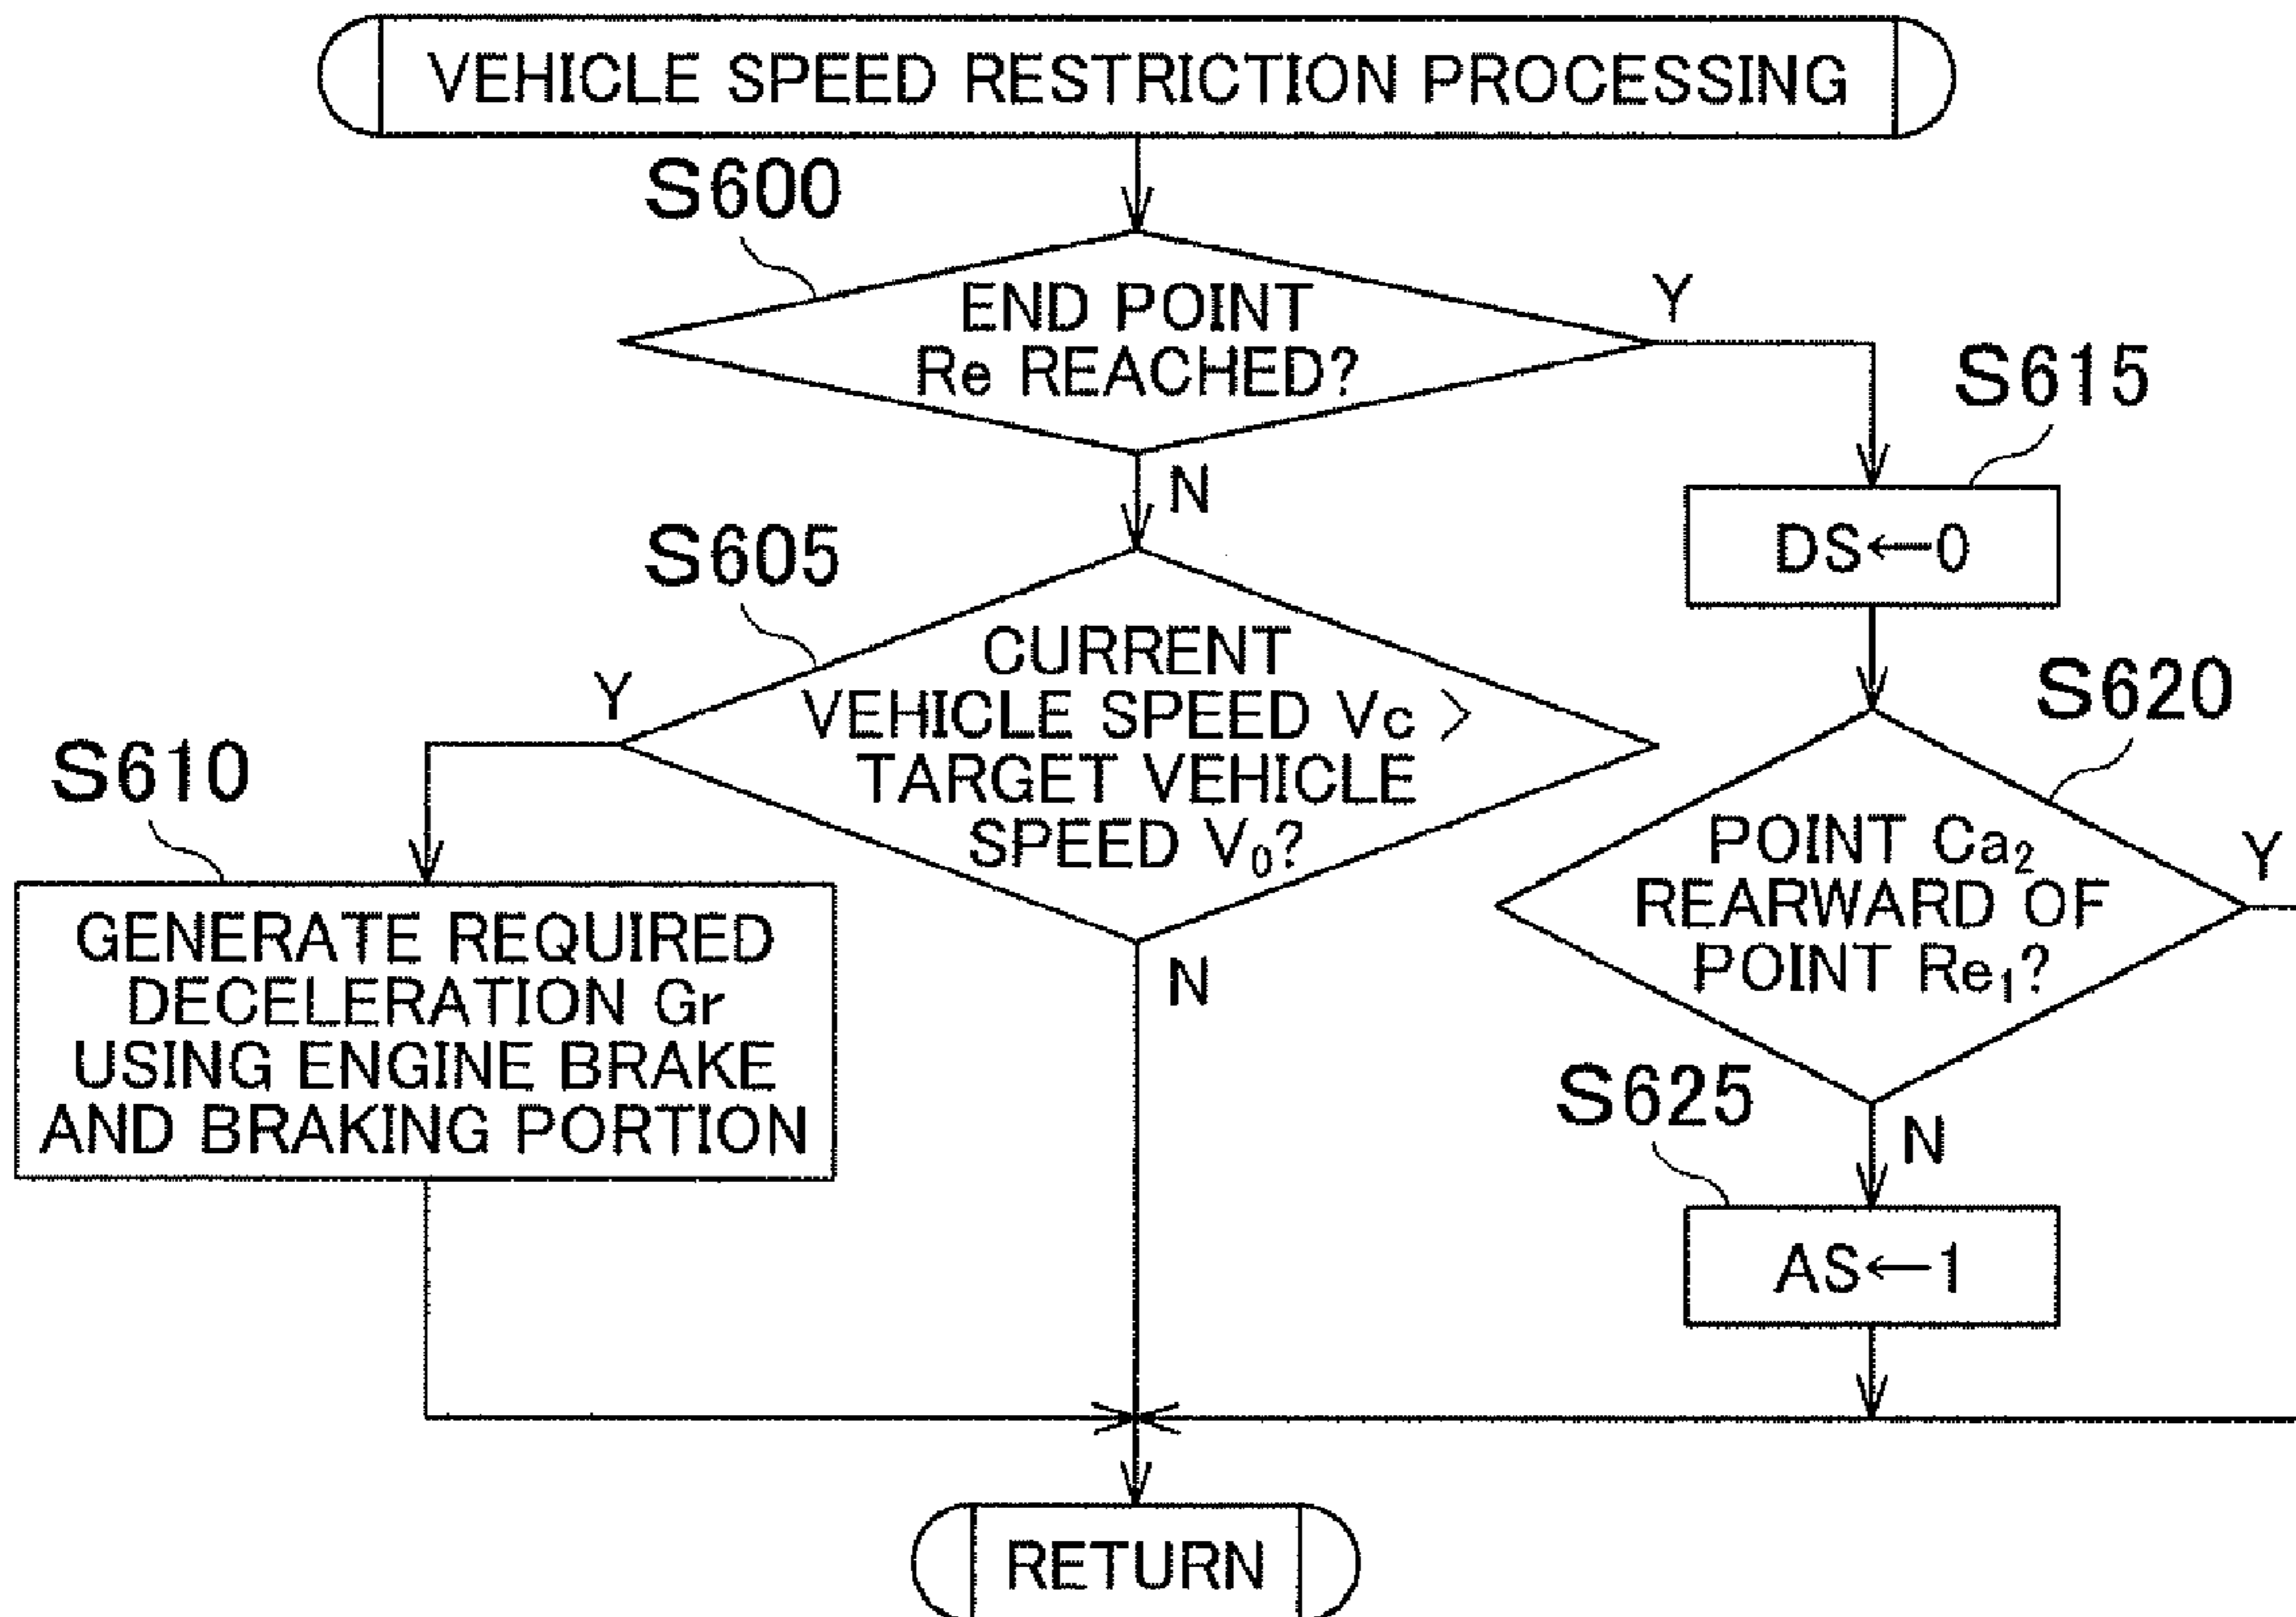 VEHICLE SPEED RESTRICTION PROCESSING
S600
END POINT
Re REACHED?
Y
N
S615
DS←0
S605
CURRENT
VEHICLE SPEED Vc >
TARGET VEHICLE
SPEED V₀?
Y
N
S610
GENERATE REQUIRED
DECELERATION Gr
USING ENGINE BRAKE
AND BRAKING PORTION
S620
POINT Ca₂
REARWARD OF
POINT Re₁?
Y
N
S625
AS←1
RETURN